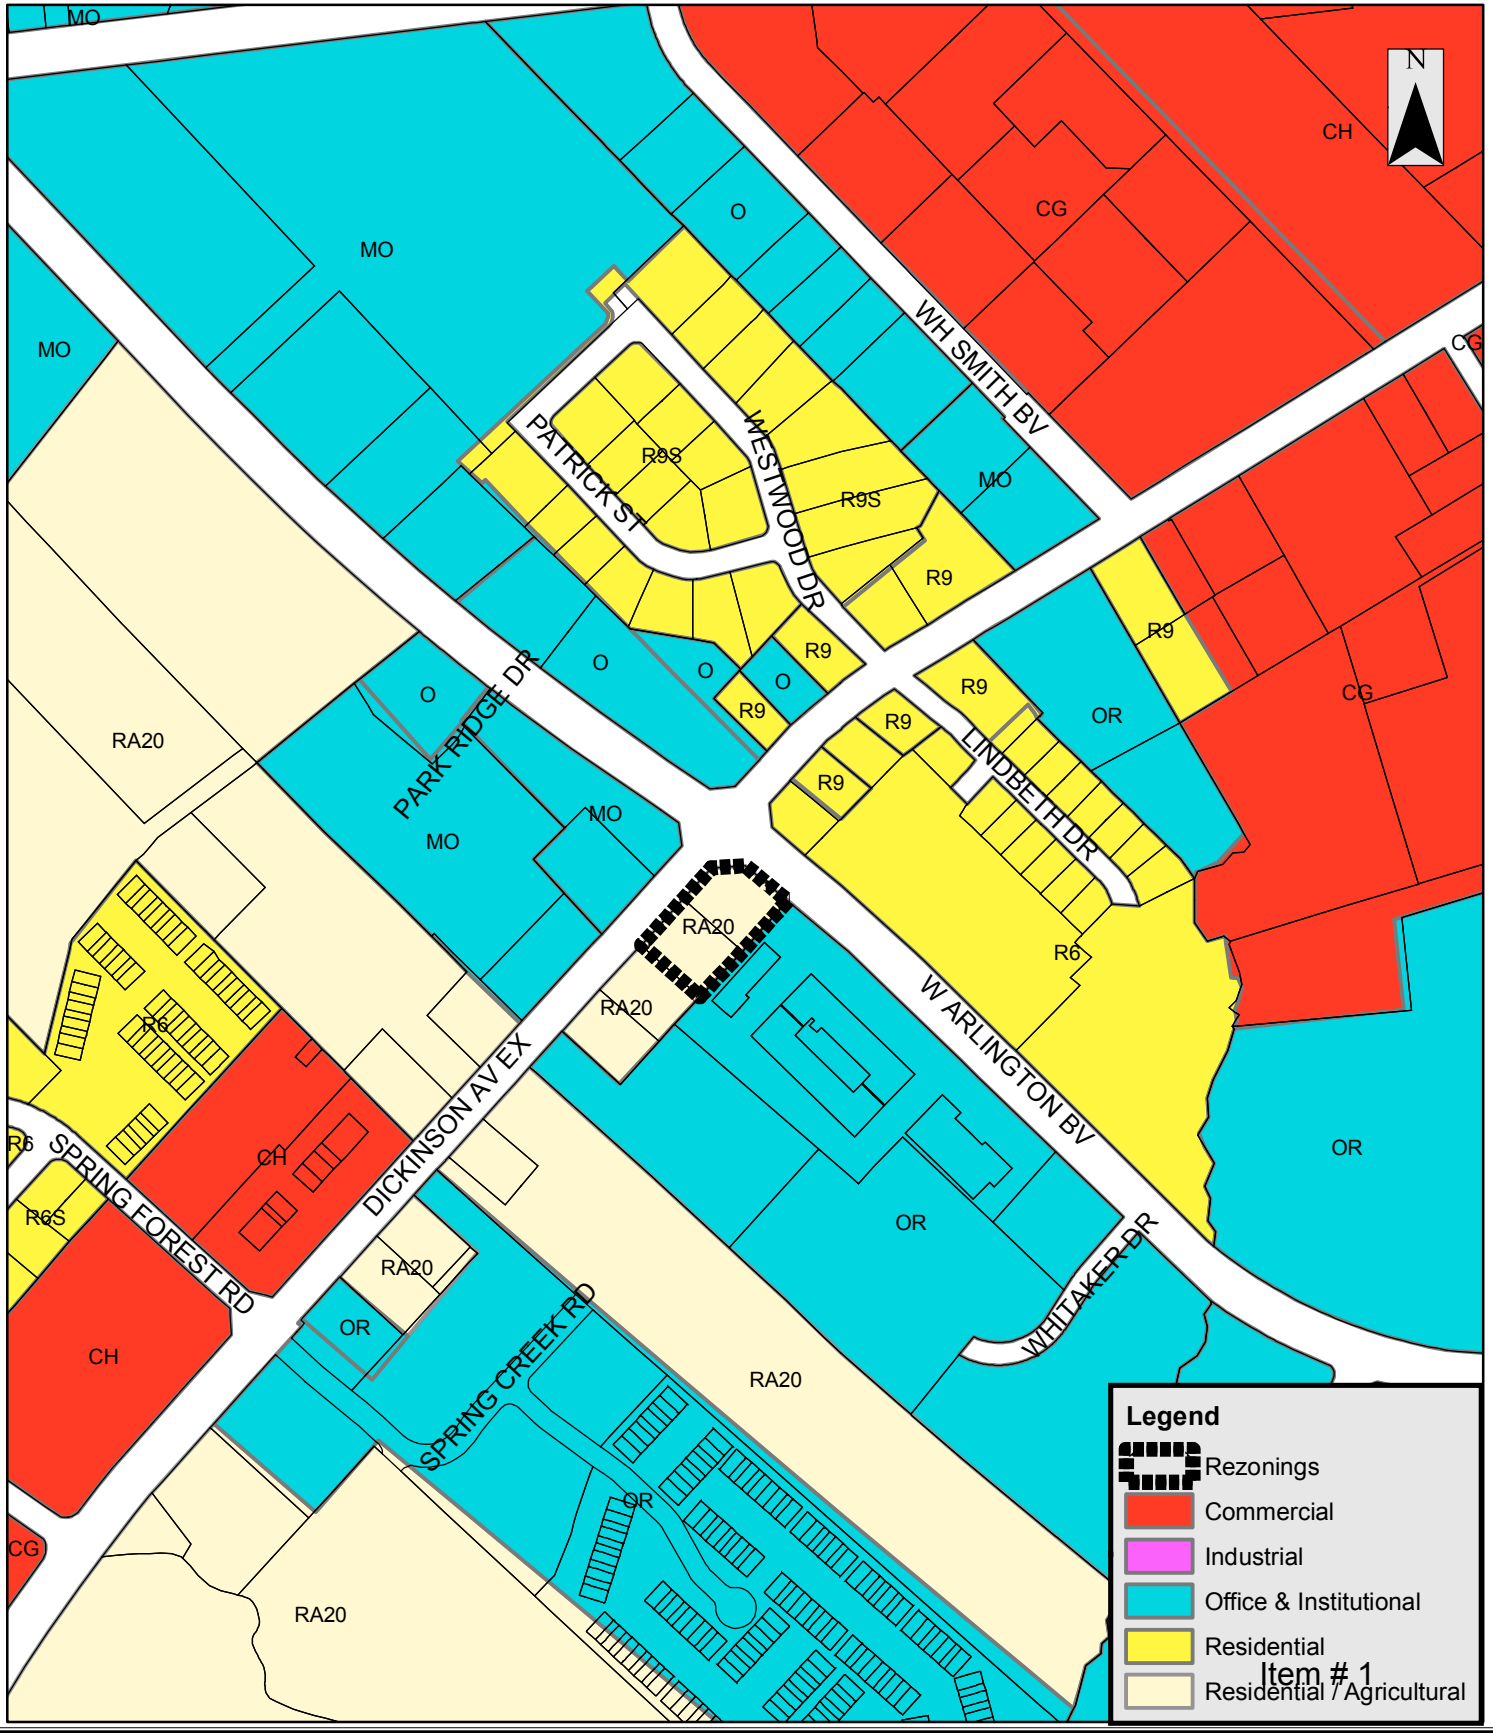 MO
N
CH
O
CG
MO
WH SMITH BV
CG
MO
PATRICK ST
R9S
WESTWOOD DR
R9S
MO
R9
R9
O
O
O
R9
O
R9
R9
R9
R9
OR
CG
PARK RIDGE DR
RA20
LINDBETH DR
MO
MO
RA20
R6
RA20
W ARLINGTON BV
R6
DICKINSON AV EX
R6
SPRING FOREST RD
CH
OR
R6S
OR
WHITAKER DR
RA20
OR
SPRING CREEK RD
CH
RA20
OR
CG
RA20
Legend
Rezonings
Commercial
Industrial
Office & Institutional
Residential
Item # 1
Residential / Agricultural